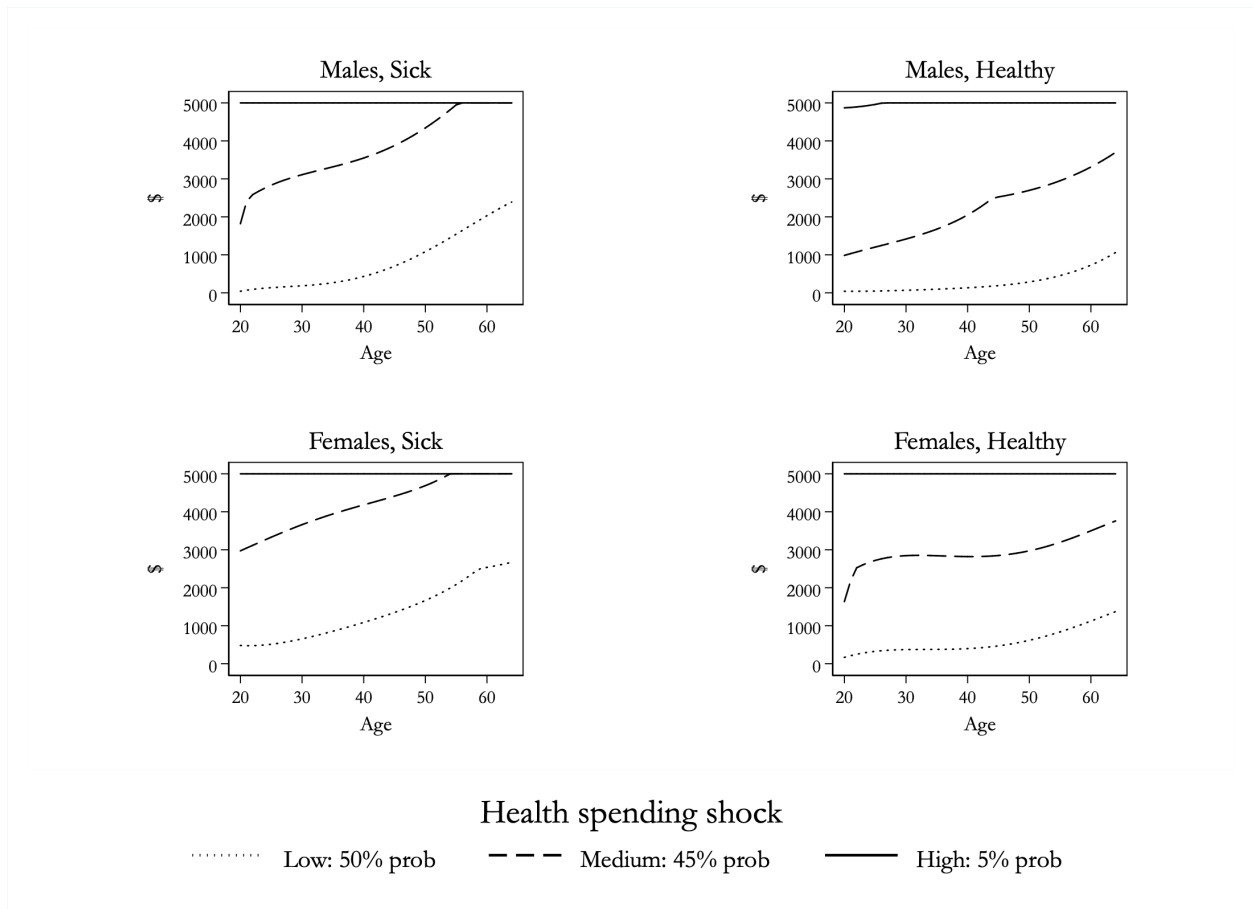 Males, Sick
5000
4000
3000
2000
1000
0
$
20 30 40 50 60
Age
Males, Healthy
5000
4000
3000
2000
1000
0
$
20 30 40 50 60
Age
Females, Sick
5000
4000
3000
2000
1000
0
$
20 30 40 50 60
Age
Females, Healthy
5000
4000
3000
2000
1000
0
$
20 30 40 50 60
Age
Health spending shock
Low: 50% prob Medium: 45% prob High: 5% prob